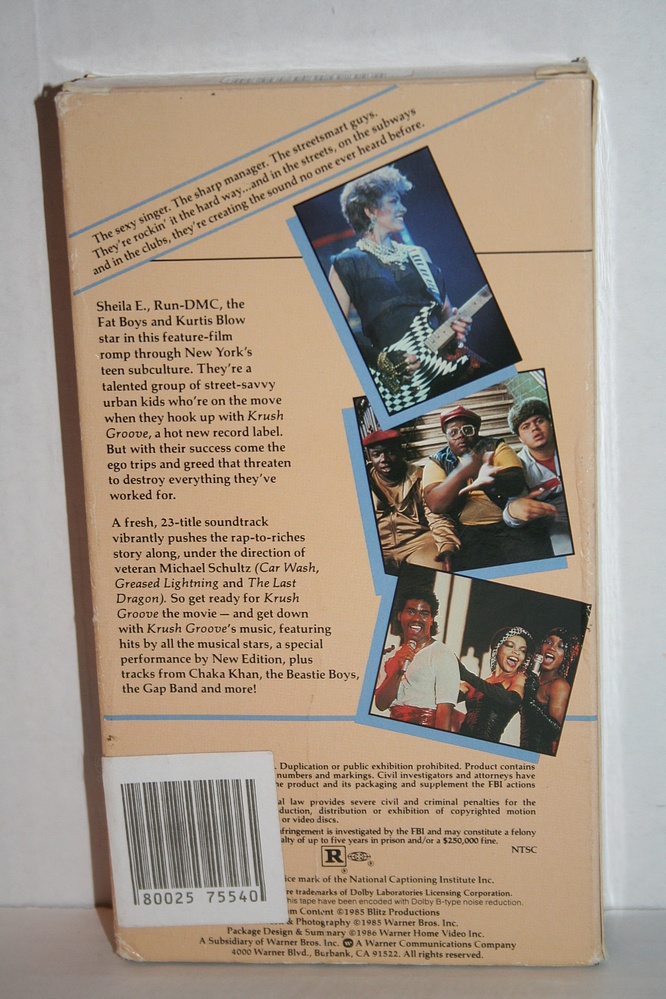 The sexy singer. The sharp manager. The streetsmart guys.
They're rockin' it the hard way...and in the streets, on the subways
and in the clubs, they're creating the sound no one ever heard before.
Sheila E., Run-DMC, the
Fat Boys and Kurtis Blow
star in this feature-film
romp through New York's
teen subculture. They're a
talented group of street-savvy
urban kids who're on the move
when they hook up with Krush
Groove, a hot new record label.
But with their success come the
ego trips and greed that threaten
to destroy everything they've
worked for.
A fresh, 23-title soundtrack
vibrantly pushes the rap-to-riches
story along, under the direction of
veteran Michael Schultz (Car Wash,
Greased Lightning and The Last
Dragon). So get ready for Krush
Groove the movie — and get down
with Krush Groove's music, featuring
hits by all the musical stars, a special
performance by New Edition, plus
tracks from Chaka Khan, the Beastie Boys,
the Gap Band and more!
. Duplication or public exhibition prohibited. Product contains
numbers and markings. Civil investigators and attorneys have
product and its packaging and supplement the FBI actions
law provides severe civil and criminal penalties for the
distribution or exhibition of copyrighted motion
or video discs.
is investigated by the FBI and may constitute a felony
of up to five years in prison and/or a $250,000 fine.
NTSC
R
mark of the National Captioning Institute Inc.
trademarks of Dolby Laboratories Licensing Corporation.
this tape have been encoded with Dolby B-type noise reduction.
Content ©1985 Blitz Productions
& Photography ©1985 Warner Bros. Inc.
Package Design & Summary ©1986 Warner Home Video Inc.
A Subsidiary of Warner Bros. Inc. A Warner Communications Company
4000 Warner Blvd., Burbank, CA 91522. All rights reserved.
80025 75540